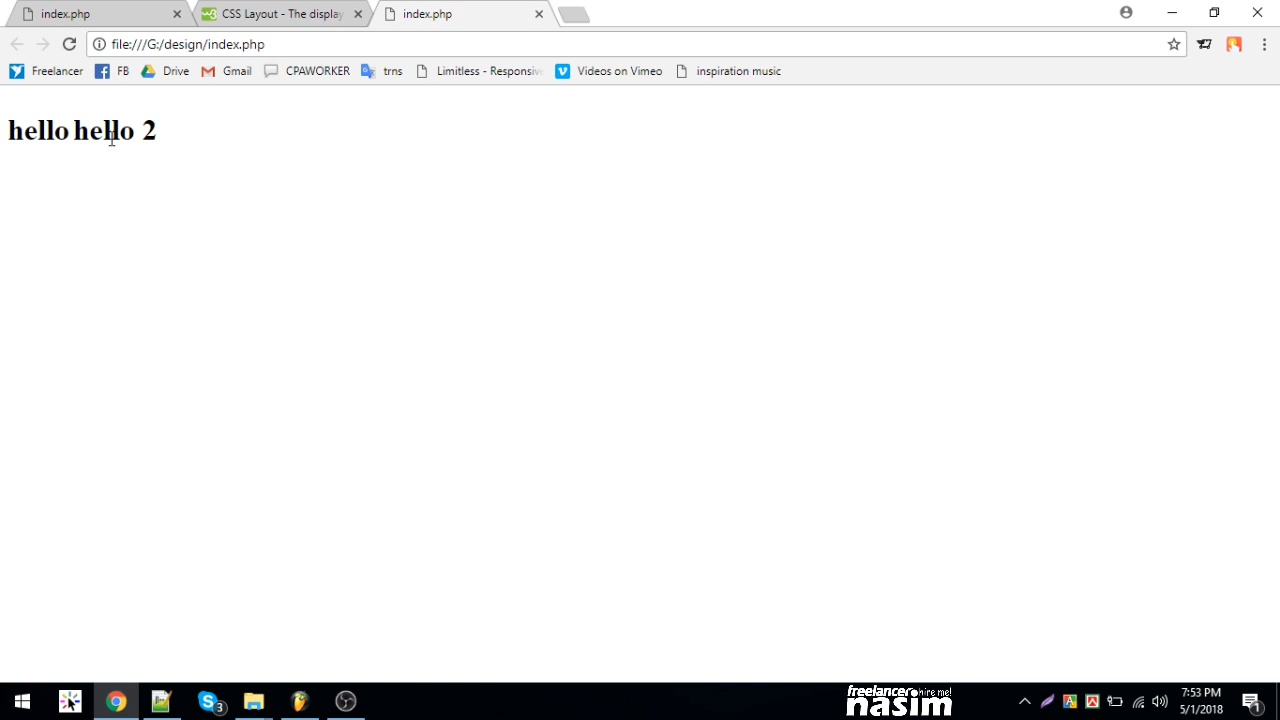 index.php
CSS Layout - The display
index.php
file:///G:/design/index.php
Freelancer
FB
Drive
Gmail
CPAWORKER
trns
Limitless - Responsiv
Videos on Vimeo
inspiration music
hello hello 2
3
freelancer hire me!
nasim
7:53 PM
5/1/2018
1